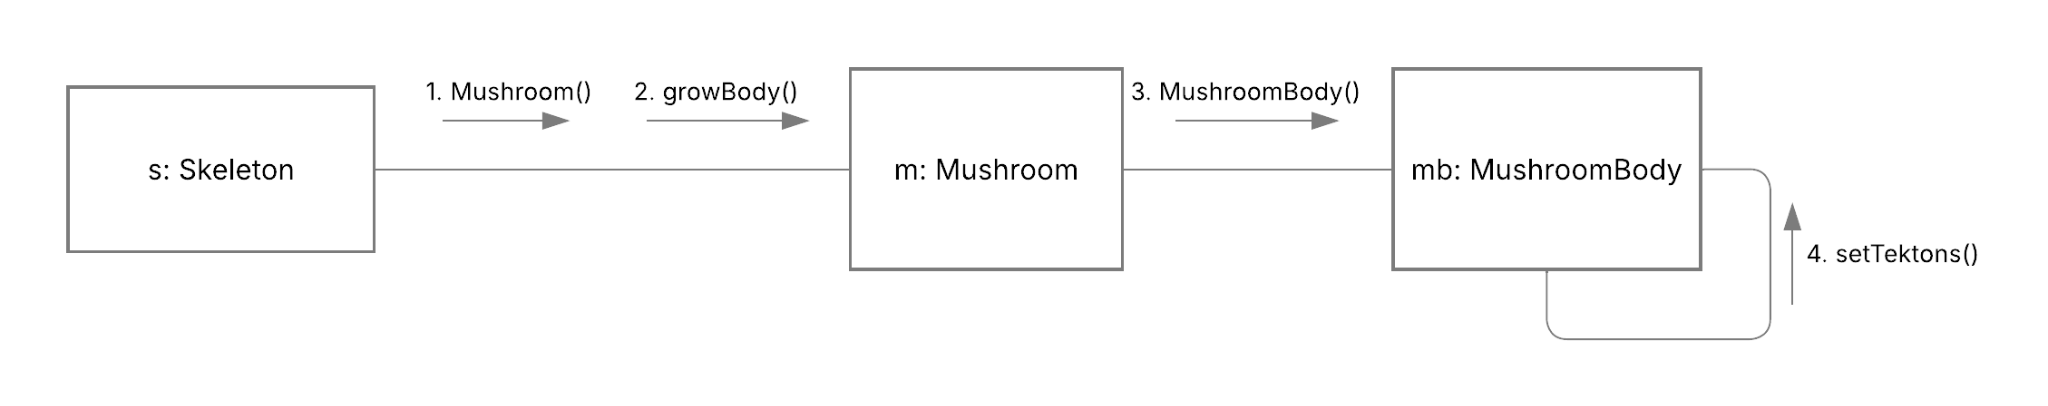 1. Mushroom()
2. growBody()
3. MushroomBody()
s: Skeleton
m: Mushroom
mb: MushroomBody
4. setTektons()